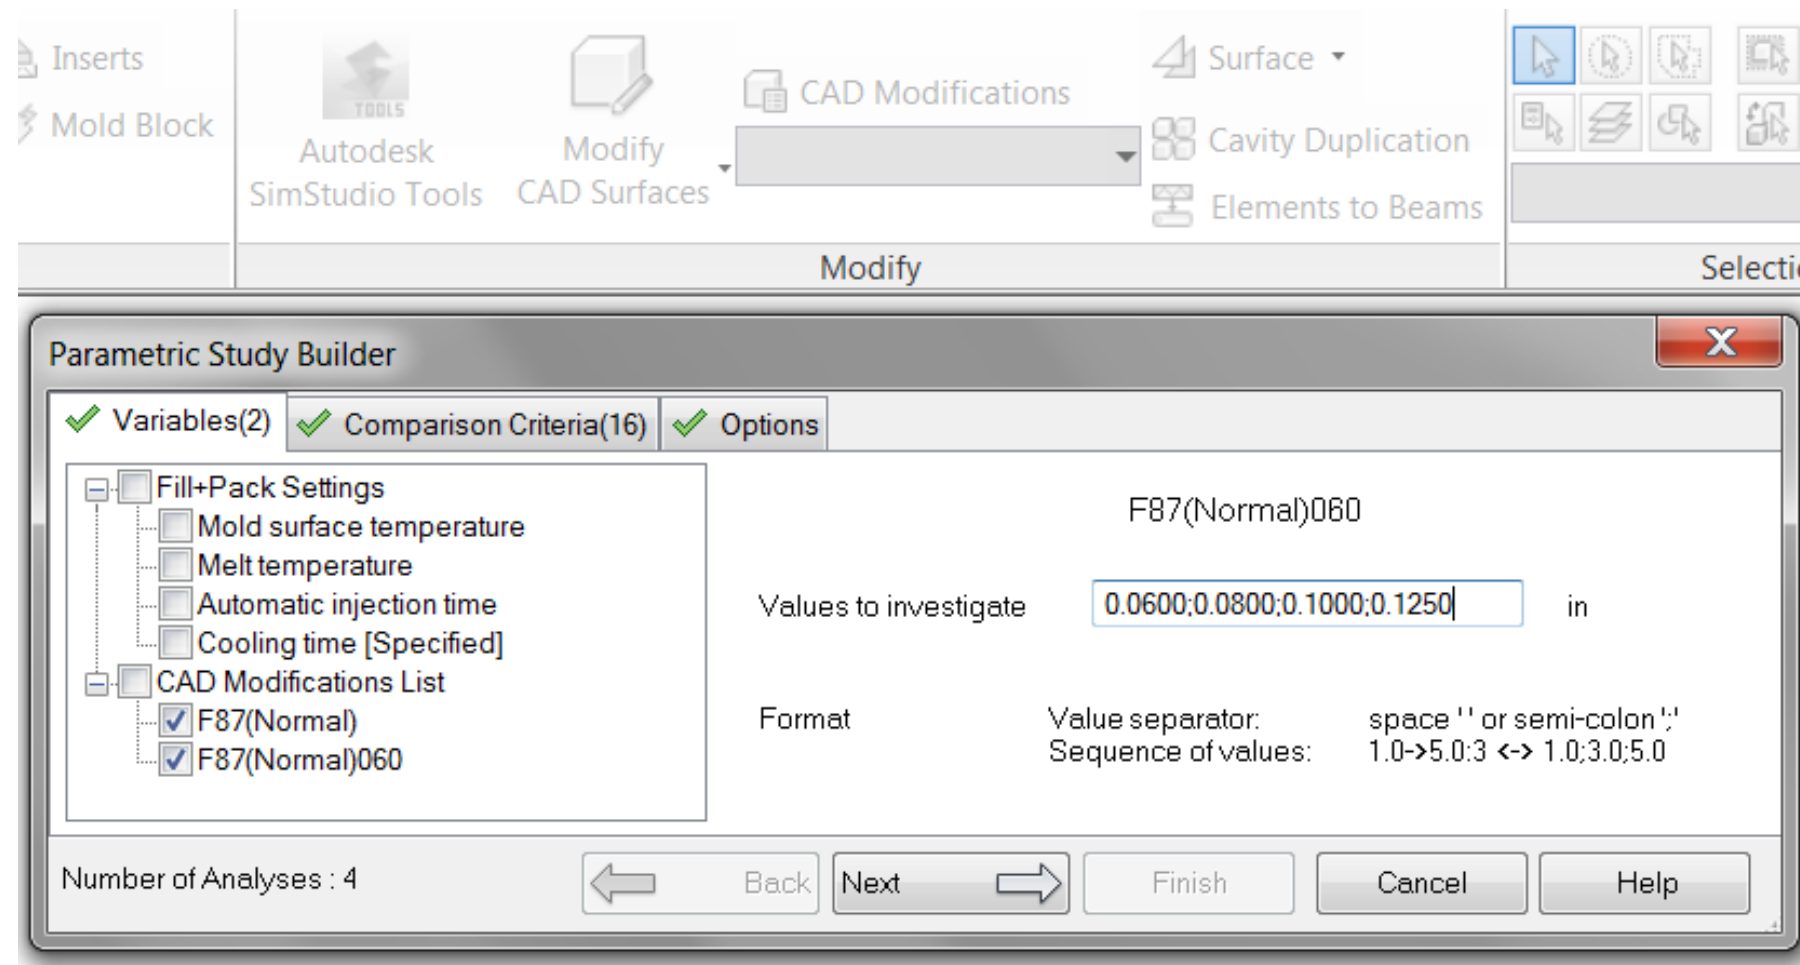 Inserts
Mold Block
TOOLS
Autodesk
SimStudio Tools
Modify
CAD Surfaces
CAD Modifications
Surface
Cavity Duplication
Elements to Beams
Modify
Selecti
Parametric Study Builder
Variables(2)
Comparison Criteria(16)
Options
Fill+Pack Settings
Mold surface temperature
Melt temperature
Automatic injection time
Cooling time [Specified]
CAD Modifications List
F87(Normal)
F87(Normal)060
F87(Normal)060
Values to investigate 0.0600;0.0800;0.1000;0.1250 in
Format Value separator: space ' ' or semi-colon ';'
Sequence of values: 1.0->5.0:3 <-> 1.0;3.0;5.0
Number of Analyses : 4
Back
Next
Finish
Cancel
Help